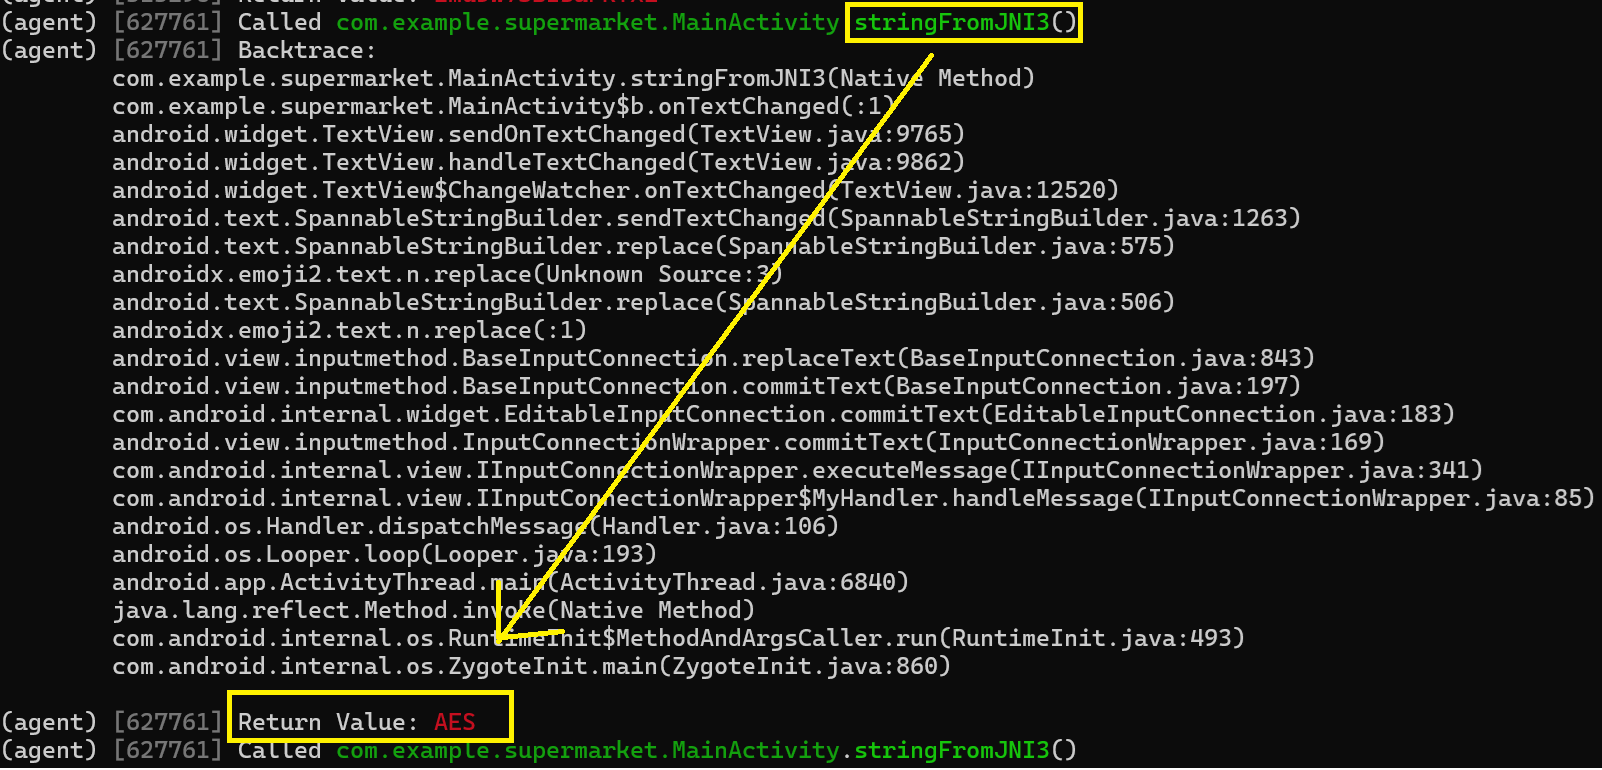 (agent) Return Value:
(agent) [627761] Called com.example.supermarket.MainActivity stringFromJNI3()
(agent) [627761] Backtrace:
com.example.supermarket.MainActivity.stringFromJNI3(Native Method)
com.example.supermarket.MainActivity$b.onTextChanged(:1)
android.widget.TextView.sendOnTextChanged(TextView.java:9765)
android.widget.TextView.handleTextChanged(TextView.java:9862)
android.widget.TextView$ChangeWatcher.onTextChanged(TextView.java:12520)
android.text.SpannableStringBuilder.sendTextChanged(SpannableStringBuilder.java:1263)
android.text.SpannableStringBuilder.replace(SpannableStringBuilder.java:575)
androidx.emoji2.text.n.replace(Unknown Source:3)
android.text.SpannableStringBuilder.replace(SpannableStringBuilder.java:506)
androidx.emoji2.text.n.replace(:1)
android.view.inputmethod.BaseInputConnection.replaceText(BaseInputConnection.java:843)
android.view.inputmethod.BaseInputConnection.commitText(BaseInputConnection.java:197)
com.android.internal.widget.EditableInputConnection.commitText(EditableInputConnection.java:183)
android.view.inputmethod.InputConnectionWrapper.commitText(InputConnectionWrapper.java:169)
com.android.internal.view.IInputConnectionWrapper.executeMessage(IInputConnectionWrapper.java:341)
com.android.internal.view.IInputConnectionWrapper$MyHandler.handleMessage(IInputConnectionWrapper.java:85)
android.os.Handler.dispatchMessage(Handler.java:106)
android.os.Looper.loop(Looper.java:193)
android.app.ActivityThread.main(ActivityThread.java:6840)
java.lang.reflect.Method.invoke(Native Method)
com.android.internal.os.RuntimeInit$MethodAndArgsCaller.run(RuntimeInit.java:493)
com.android.internal.os.ZygoteInit.main(ZygoteInit.java:860)
(agent) [627761] Return Value: AES
(agent) [627761] Called com.example.supermarket.MainActivity.stringFromJNI3()